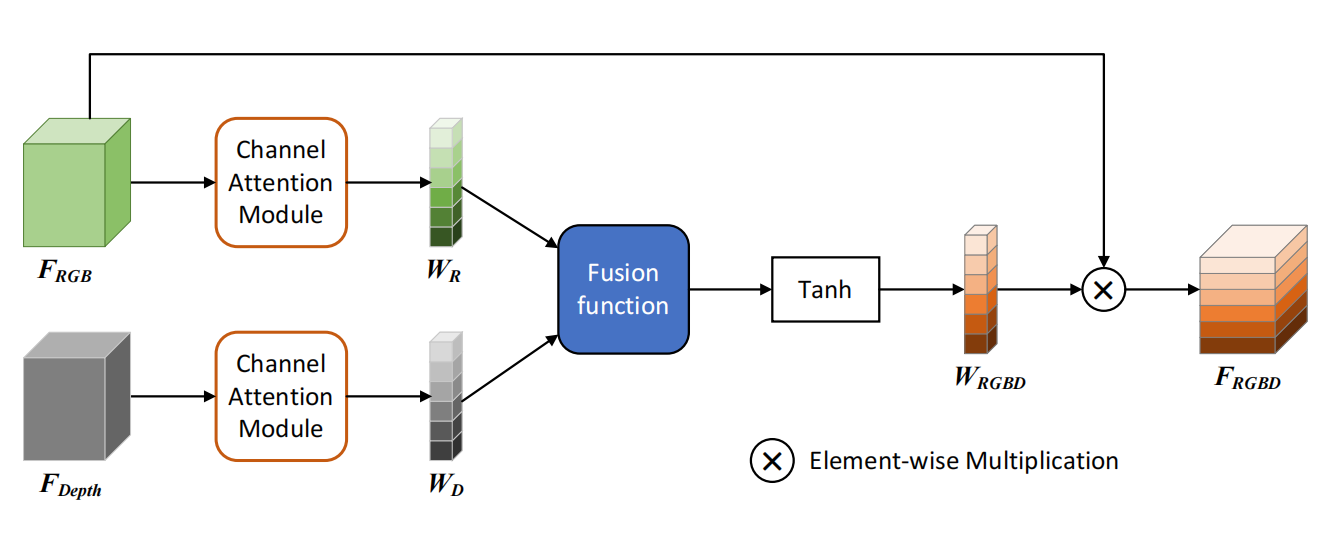 Channel
Attention
Module
F_RGB
W_R
Fusion
function
Tanh
W_RGBD
F_RGBD
Channel
Attention
Module
F_Depth
W_D
Element-wise Multiplication